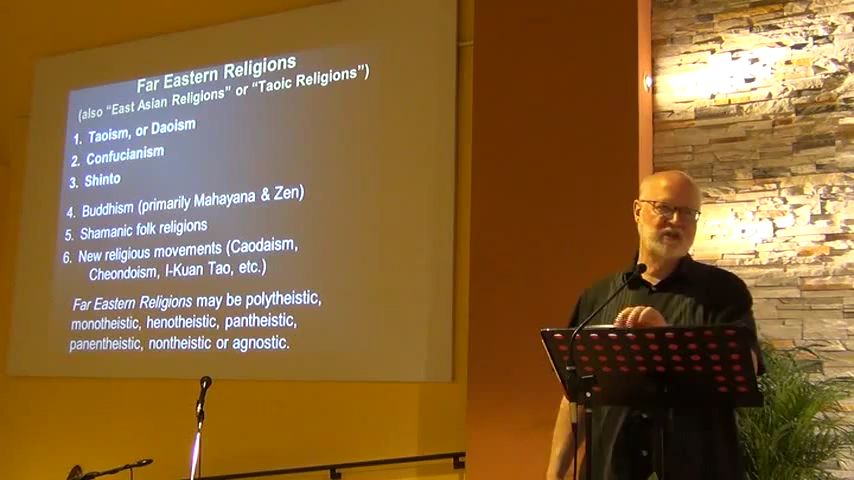 Far Eastern Religions
(also “East Asian Religions” or “Taoic Religions”)
1. Taoism, or Daoism
2. Confucianism
3. Shinto
4. Buddhism (primarily Mahayana & Zen)
5. Shamanic folk religions
6. New religious movements (Caodaism,
Cheondoism, I-Kuan Tao, etc.)
Far Eastern Religions may be polytheistic,
monotheistic, henotheistic, pantheistic,
panentheistic, nontheistic or agnostic.